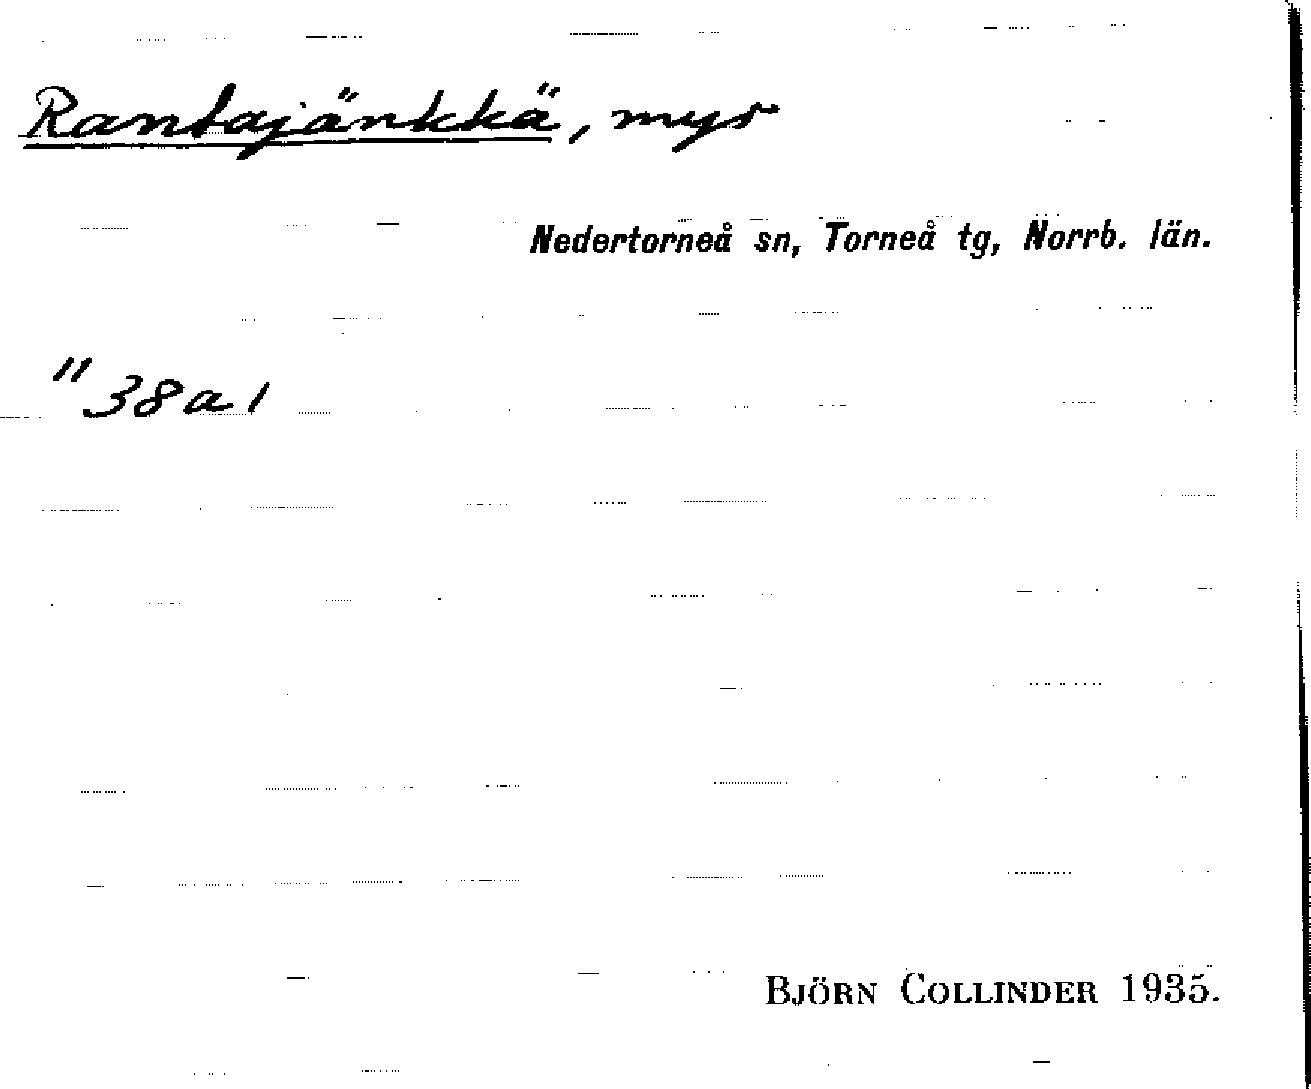 Rantajänkkä, myr
Nedertorneå sn, Torneå tg, Norrb. län.
"38a1
BJÖRN COLLINDER 1935.